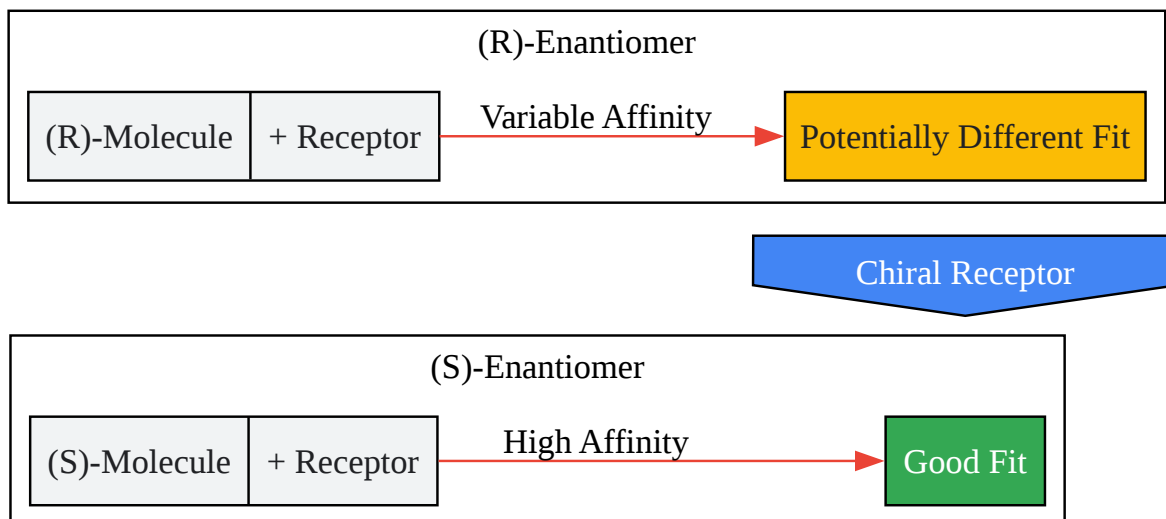 (R)-Enantiomer
(R)-Molecule
+ Receptor
Variable Affinity
Potentially Different Fit
Chiral Receptor
(S)-Enantiomer
(S)-Molecule
+ Receptor
High Affinity
Good Fit